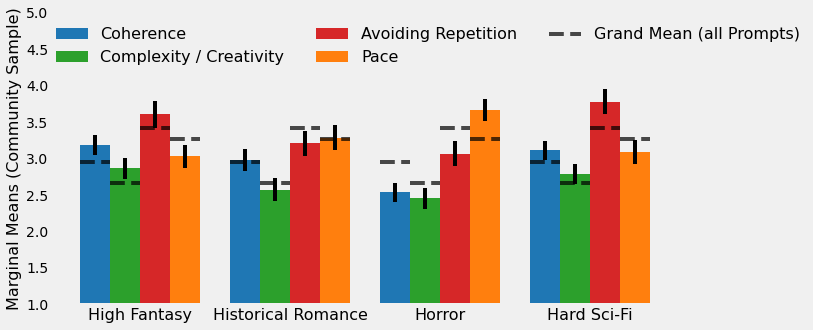 Marginal Means (Community Sample)
5.0
4.5
4.0
3.5
3.0
2.5
2.0
1.5
1.0
Coherence
Complexity / Creativity
Avoiding Repetition
Pace
Grand Mean (all Prompts)
High Fantasy
Historical Romance
Horror
Hard Sci-Fi